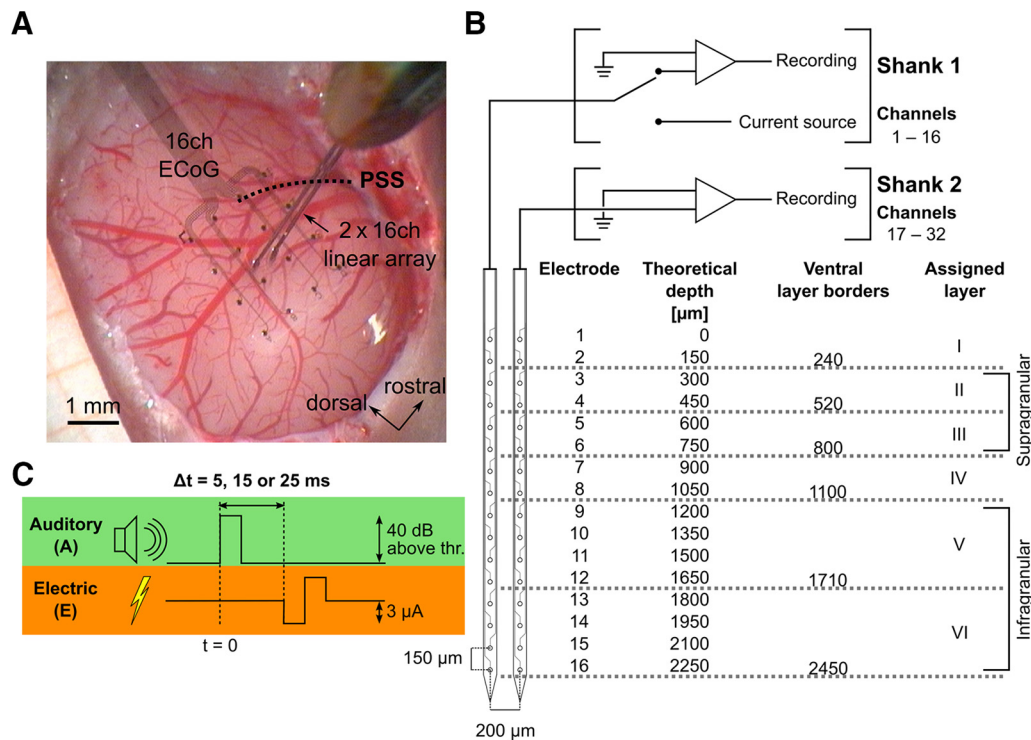 A
16ch
ECoG
PSS
2 x 16ch
linear array
rostral
dorsal
1 mm
B
Recording
Current source
Shank 1
Channels
1 – 16
Recording
Shank 2
Channels
17 – 32
Electrode Theoretical depth [µm] Ventral layer borders Assigned layer
1 0
2 150 240 I
3 300
4 450 520 II
5 600
6 750 800 III
7 900
8 1050 1100 IV
9 1200
10 1350
11 1500 V
12 1650 1710
13 1800
14 1950 VI
15 2100
16 2250 2450
Supragranular
Infragranular
150 µm
200 µm
C
Δt = 5, 15 or 25 ms
Auditory
(A)
40 dB
above thr.
Electric
(E)
3 µA
t = 0